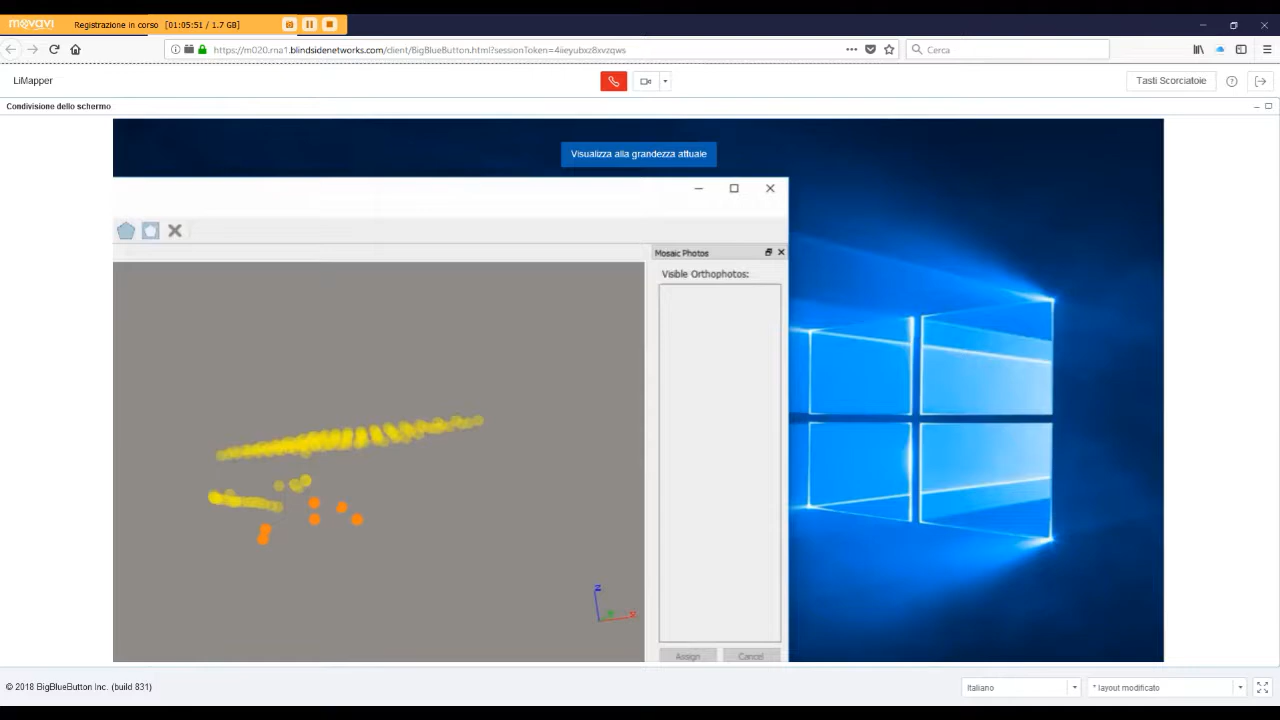 movavi Registrazione in corso [01:05:51 / 1.7 GB]
https://m020.rna1.blindsidenetworks.com/client/BigBlueButton.html?sessionToken=4iieyubxz8xvzqws
Cerca
LiMapper
Tasti Scorciatoie
Condivisione dello schermo
Visualizza alla grandezza attuale
Mosaic Photos
Visible Orthophotos:
Z
X
Assign Cancel
© 2018 BigBlueButton Inc. (build 831)
Italiano
* layout modificato